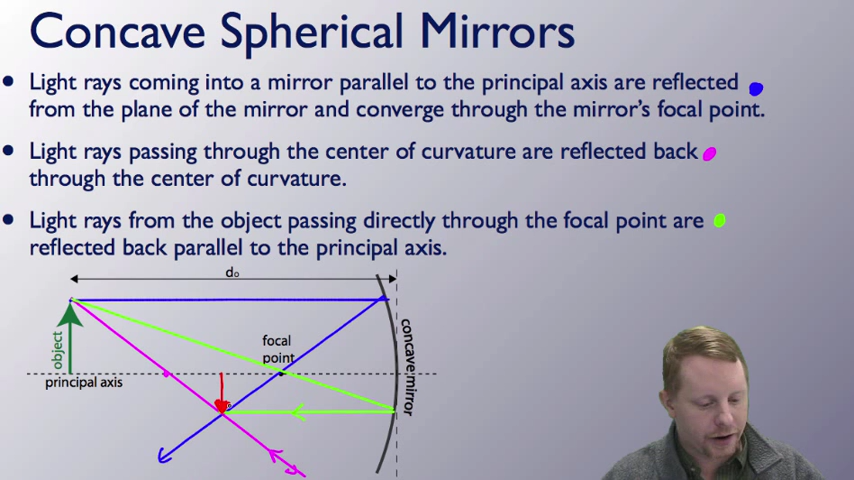 Concave Spherical Mirrors
• Light rays coming into a mirror parallel to the principal axis are reflected
from the plane of the mirror and converge through the mirror's focal point.
• Light rays passing through the center of curvature are reflected back
through the center of curvature.
• Light rays from the object passing directly through the focal point are
reflected back parallel to the principal axis.
dₒ
object
focal
point
concave mirror
principal axis